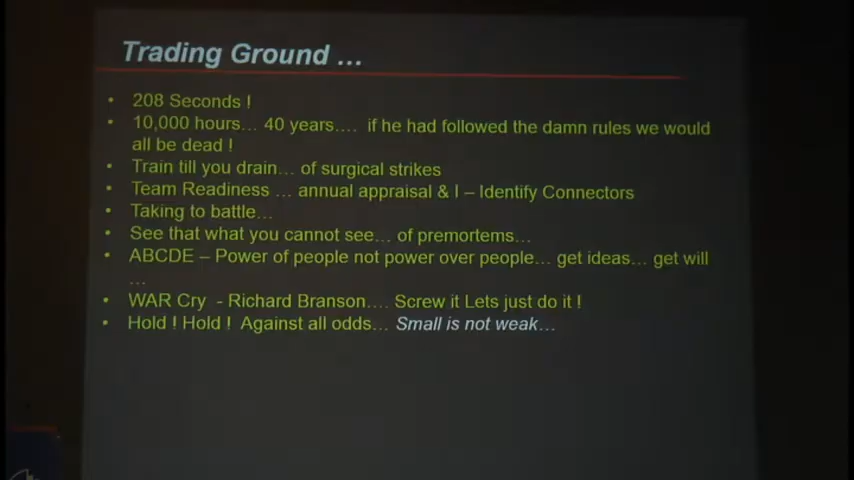 Trading Ground ...
• 208 Seconds !
• 10,000 hours... 40 years.... if he had followed the damn rules we would
all be dead !
• Train till you drain... of surgical strikes
• Team Readiness ... annual appraisal & I – Identify Connectors
• Taking to battle...
• See that what you cannot see... of premortems...
• ABCDE – Power of people not power over people... get ideas... get will
...
• WAR Cry - Richard Branson.... Screw it Lets just do it !
• Hold ! Hold ! Against all odds... Small is not weak...